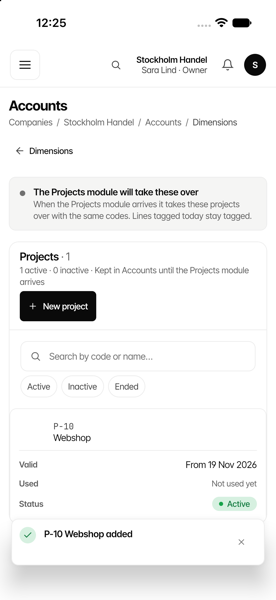 12:25
Stockholm Handel
Sara Lind · Owner
S
Accounts
Companies / Stockholm Handel / Accounts / Dimensions
← Dimensions
The Projects module will take these over
When the Projects module arrives it takes these projects
over with the same codes. Lines tagged today stay tagged.
Projects · 1
1 active · 0 inactive · Kept in Accounts until the Projects module
arrives
+ New project
Search by code or name...
Active
Inactive
Ended
P-10
Webshop
Valid
From 19 Nov 2026
Used
Not used yet
Status
Active
P-10 Webshop added